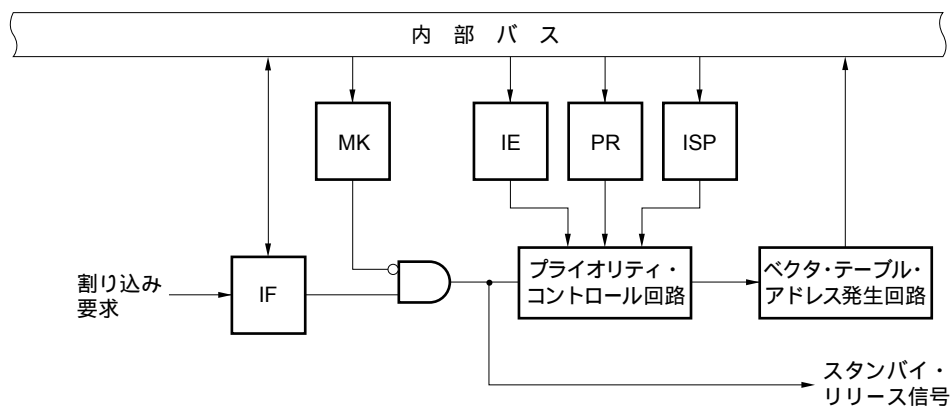 内 部 バ ス
MK
IE
PR
ISP
割り込み
要求
IF
プライオリティ・
コントロール回路
ベクタ・テーブル・
アドレス発生回路
スタンバイ・
リリース信号